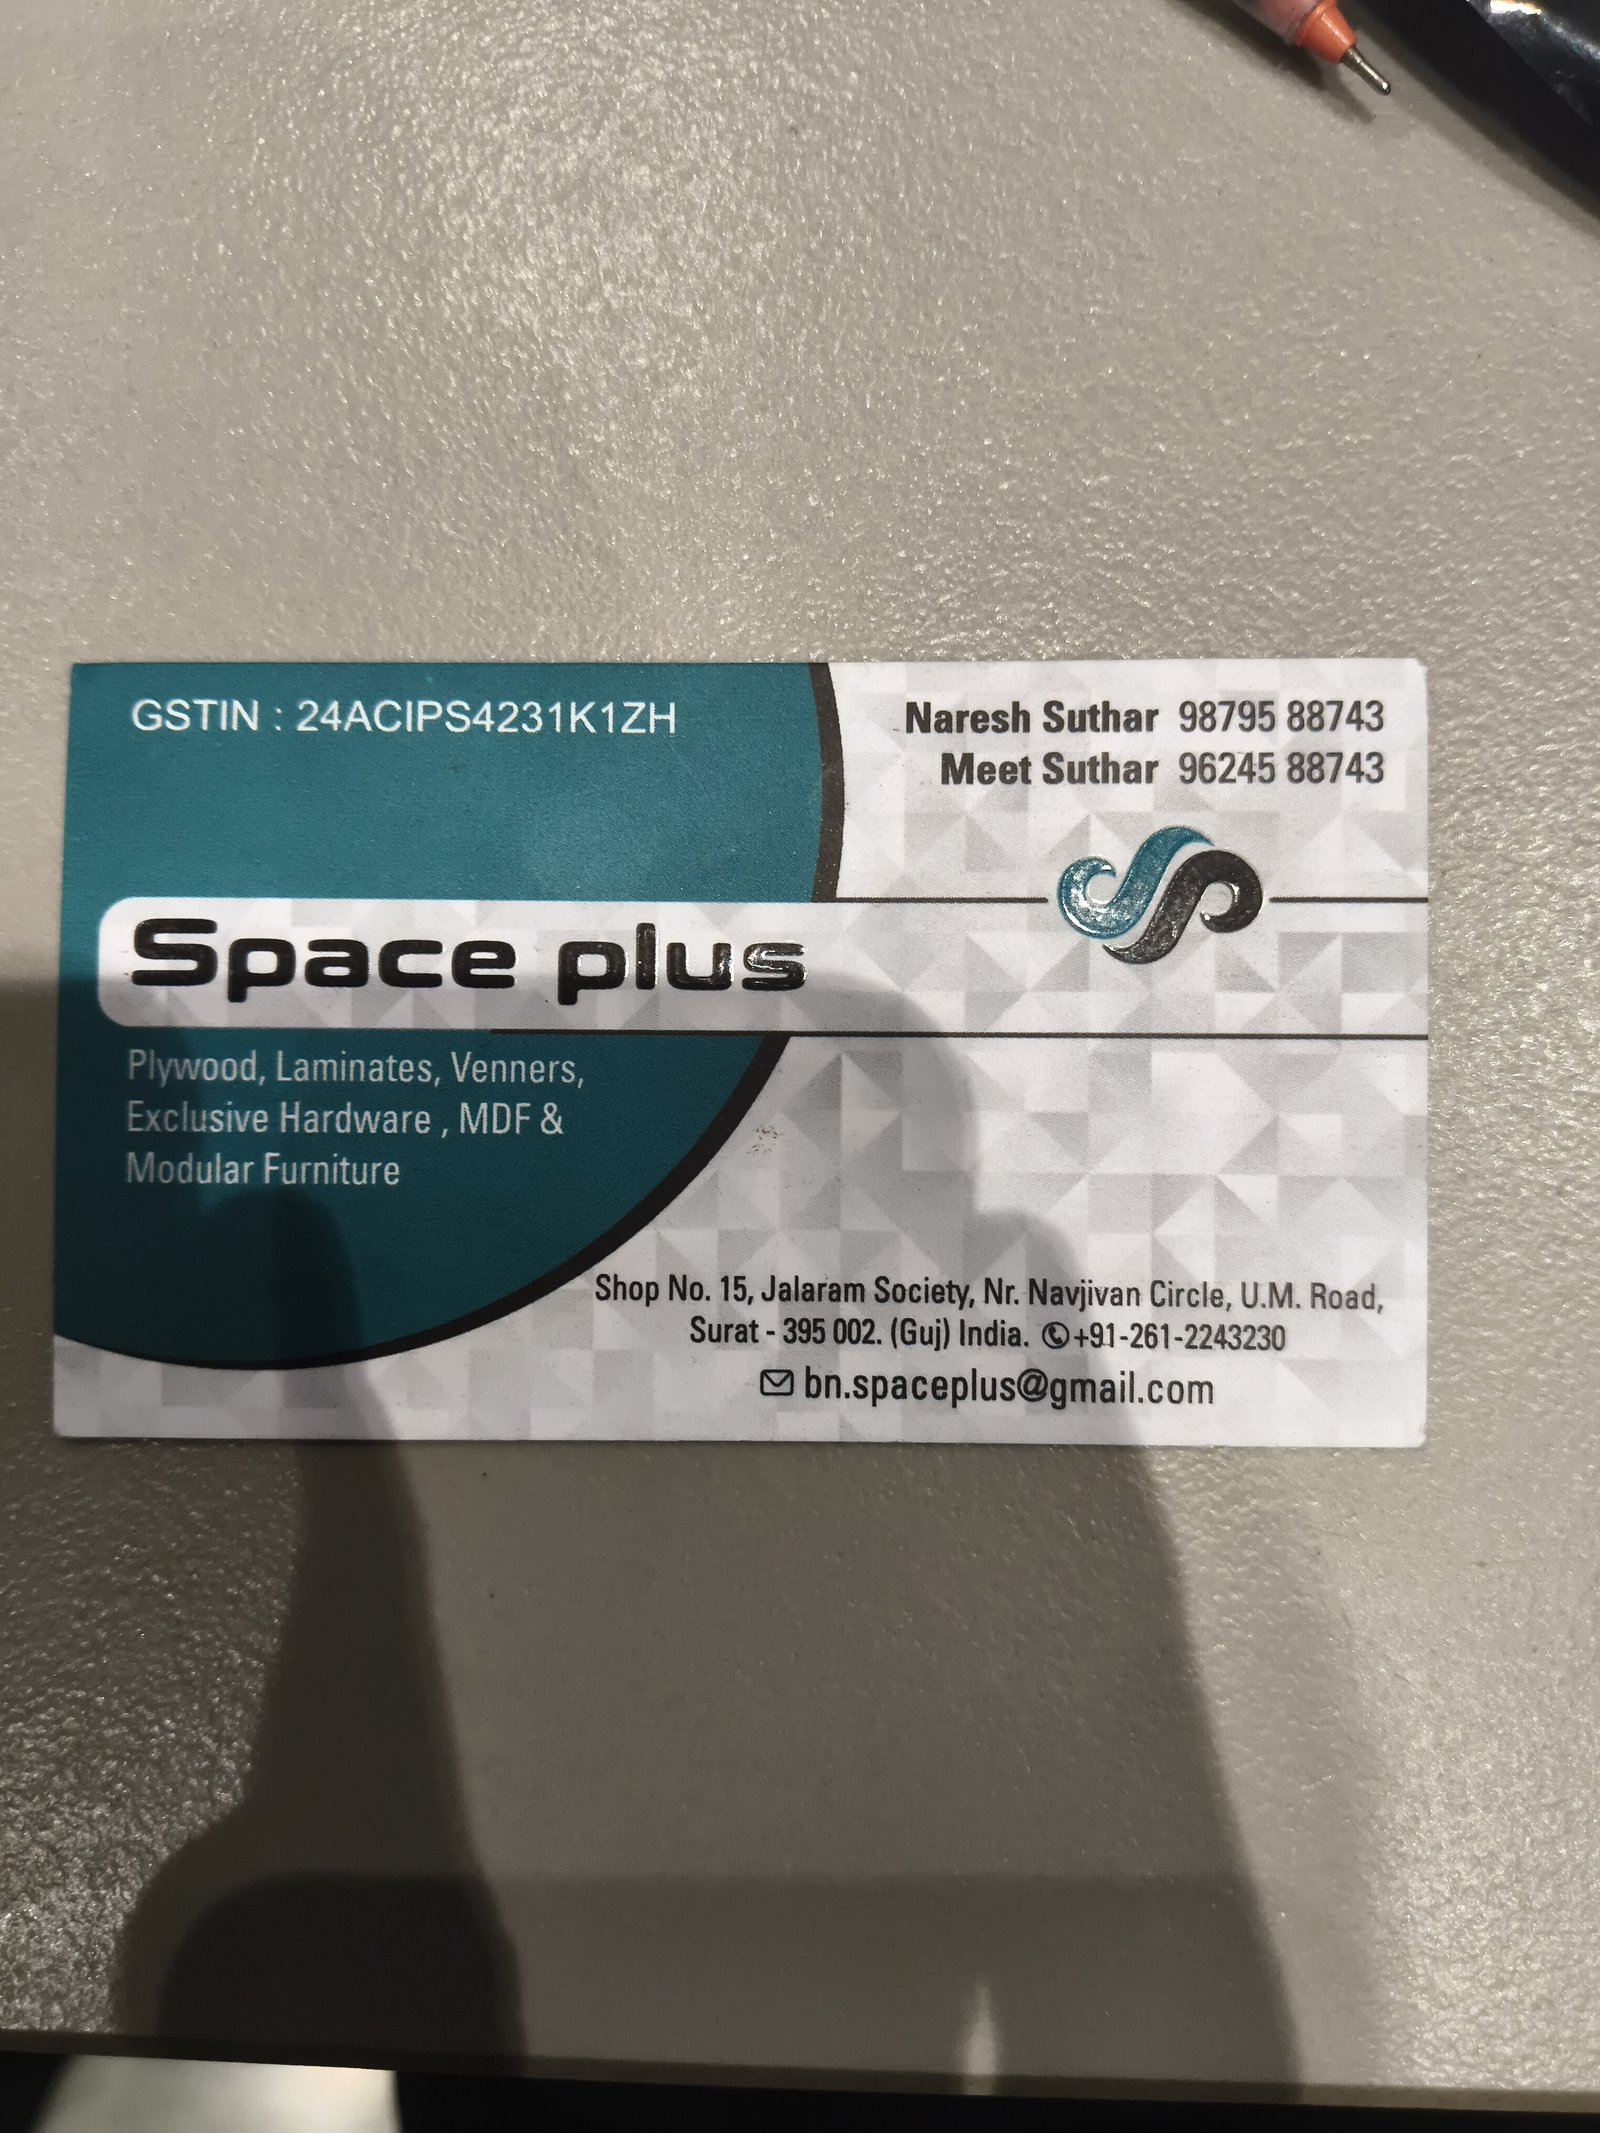 GSTIN : 24ACIPS4231K1ZH
Naresh Suthar 98795 88743
Meet Suthar 96245 88743
Space plus
Plywood, Laminates, Venners,
Exclusive Hardware , MDF &
Modular Furniture
Shop No. 15, Jalaram Society, Nr. Navjivan Circle, U.M. Road,
Surat - 395 002. (Guj) India. +91-261-2243230
bn.spaceplus@gmail.com